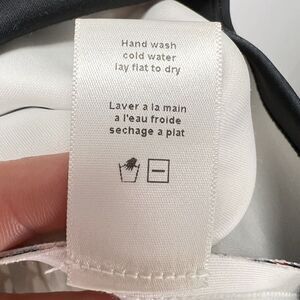 Hand wash
cold water
lay flat to dry
Laver a la main
a l'eau froide
sechage a plat